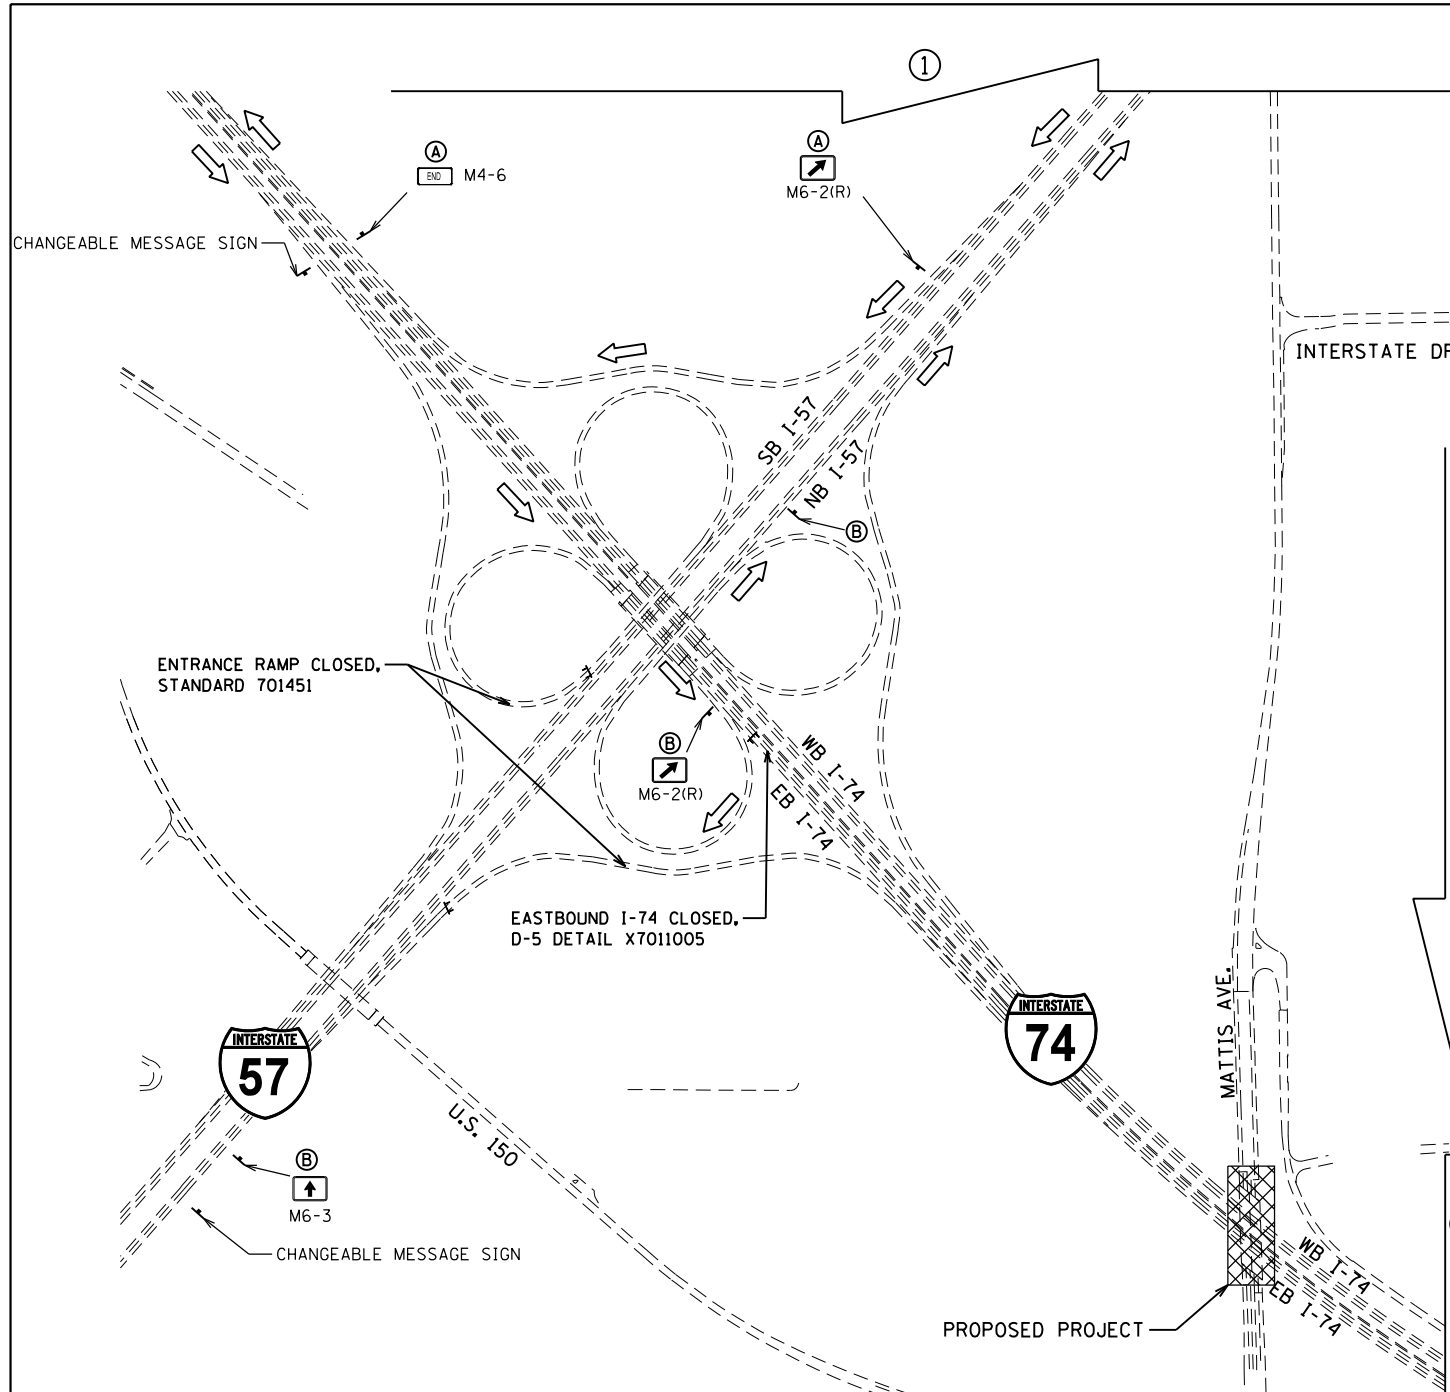 1
A
END M4-6
A
M6-2(R)
CHANGEABLE MESSAGE SIGN
INTERSTATE DR
SB I-57
NB I-57
B
ENTRANCE RAMP CLOSED,
STANDARD 701451
B
M6-2(R)
WB I-74
EB I-74
EASTBOUND I-74 CLOSED,
D-5 DETAIL X7011005
MATTIS AVE.
INTERSTATE
74
INTERSTATE
57
U.S. 150
B
M6-3
CHANGEABLE MESSAGE SIGN
WB I-74
EB I-74
PROPOSED PROJECT